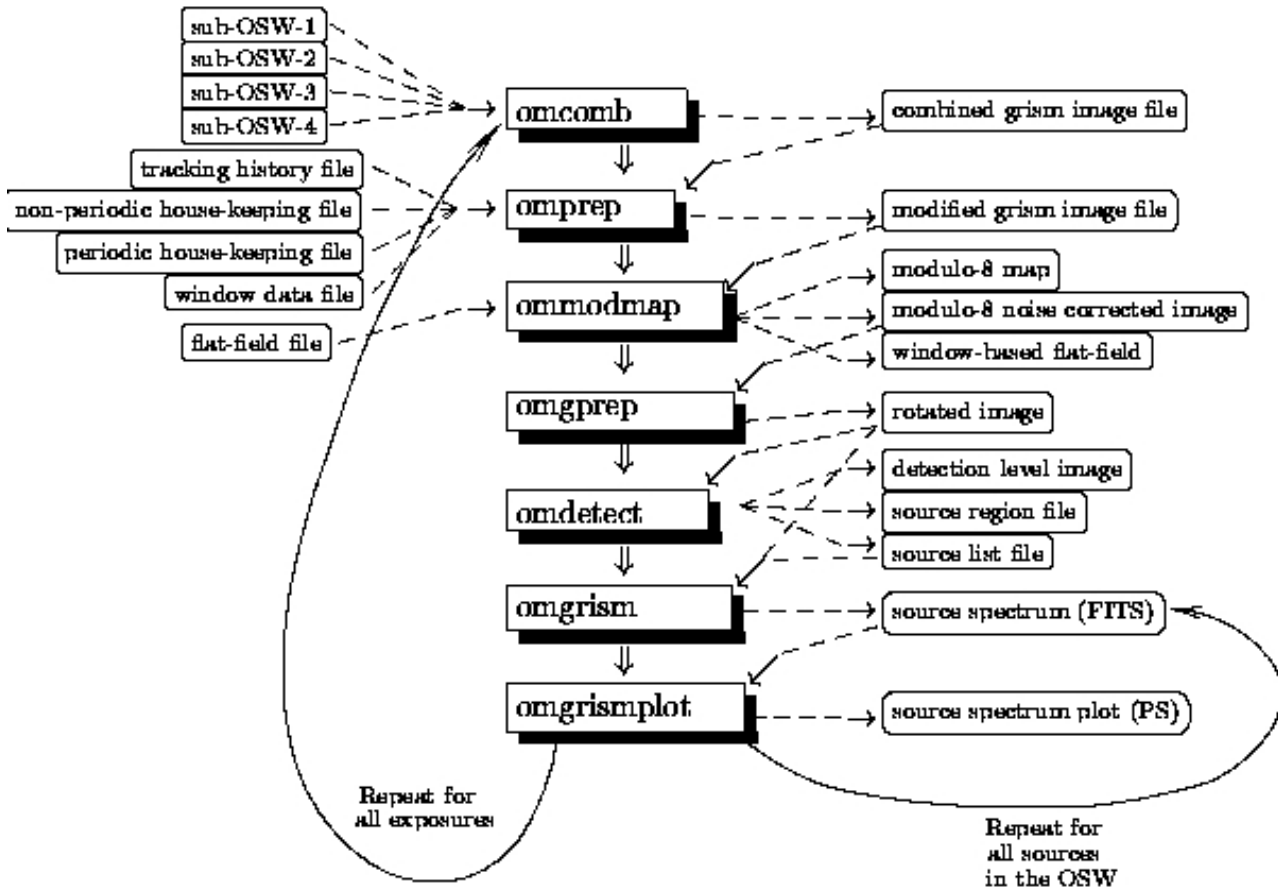 sub-OSW-1
sub-OSW-2
sub-OSW-3
sub-OSW-4
omcomb
combined grism image file
tracking history file
non-periodic house-keeping file
periodic house-keeping file
window data file
omprep
modified grism image file
flat-field file
ommodmap
modulo-8 map
modulo-8 noise corrected image
window-based flat-field
omgprep
rotated image
omdetect
detection level image
source region file
source list file
omgrism
source spectrum (FITS)
omgrismplot
source spectrum plot (PS)
Repeat for
all exposures
Repeat for
all sources
in the OSW